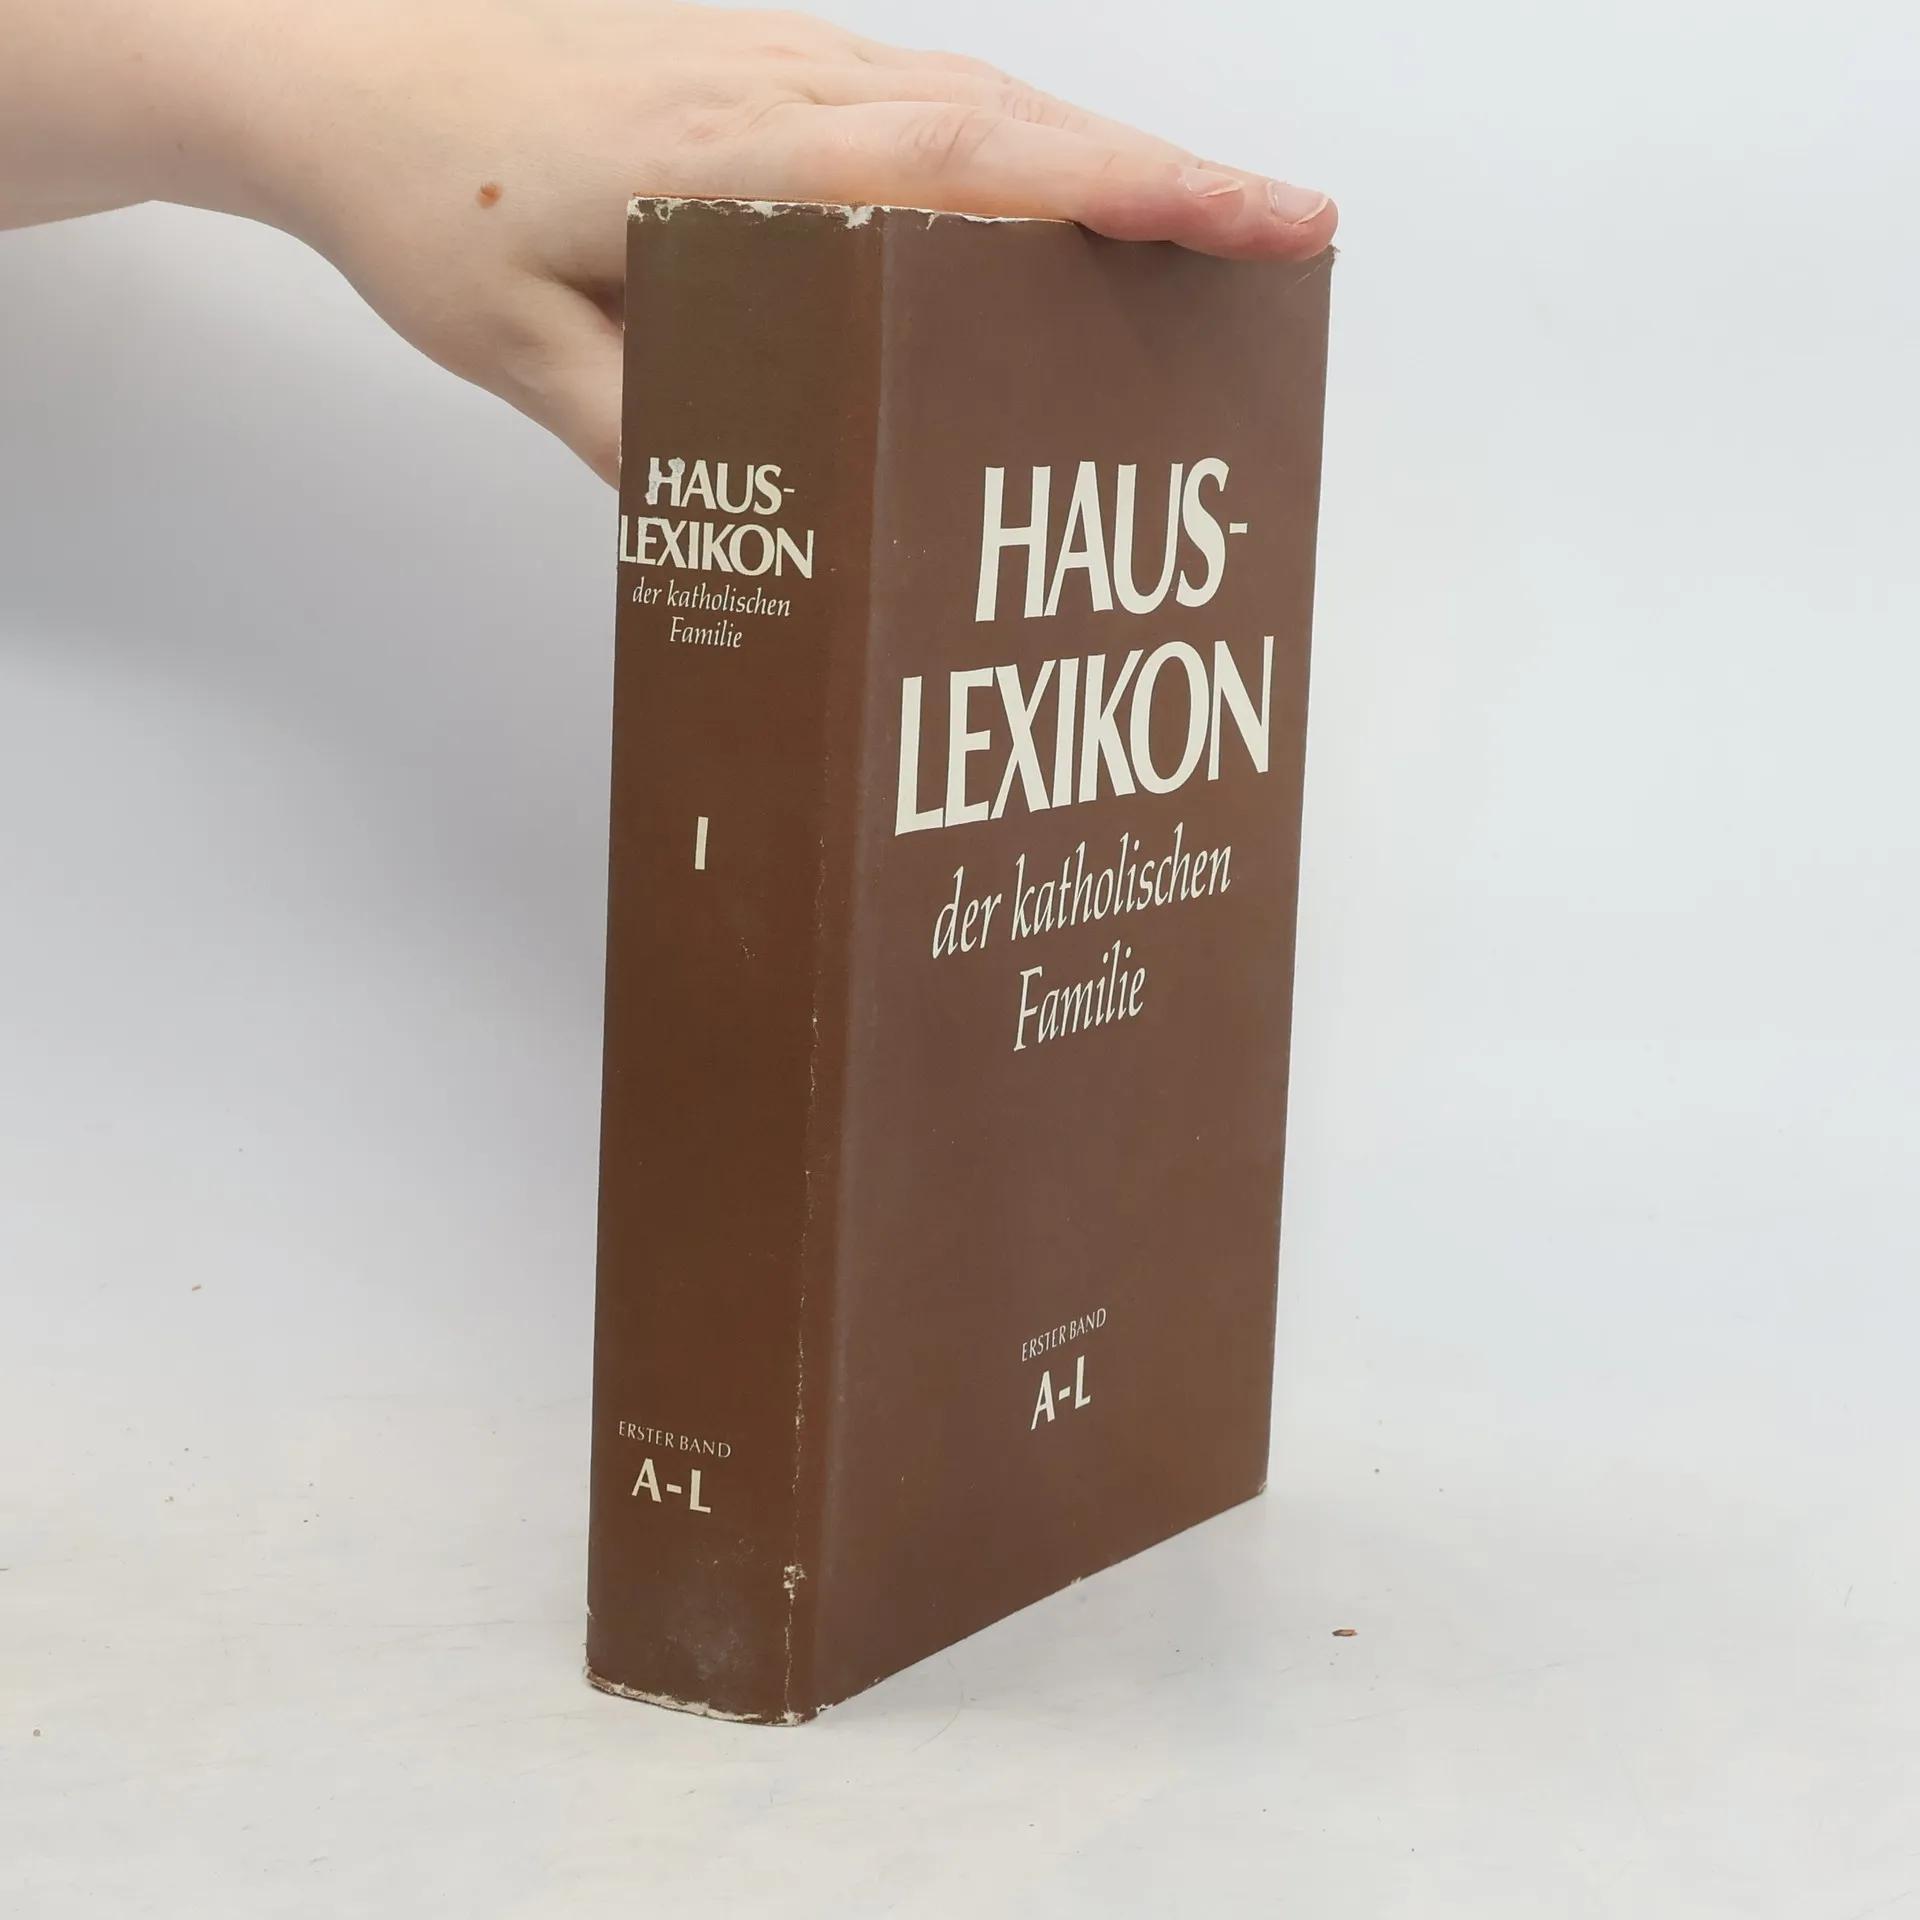 HAUS-
LEXIKON
der katholischen
Familie
I
ERSTER BAND
A-L
HAUS-
LEXIKON
der katholischen
Familie
ERSTER BAND
A-L